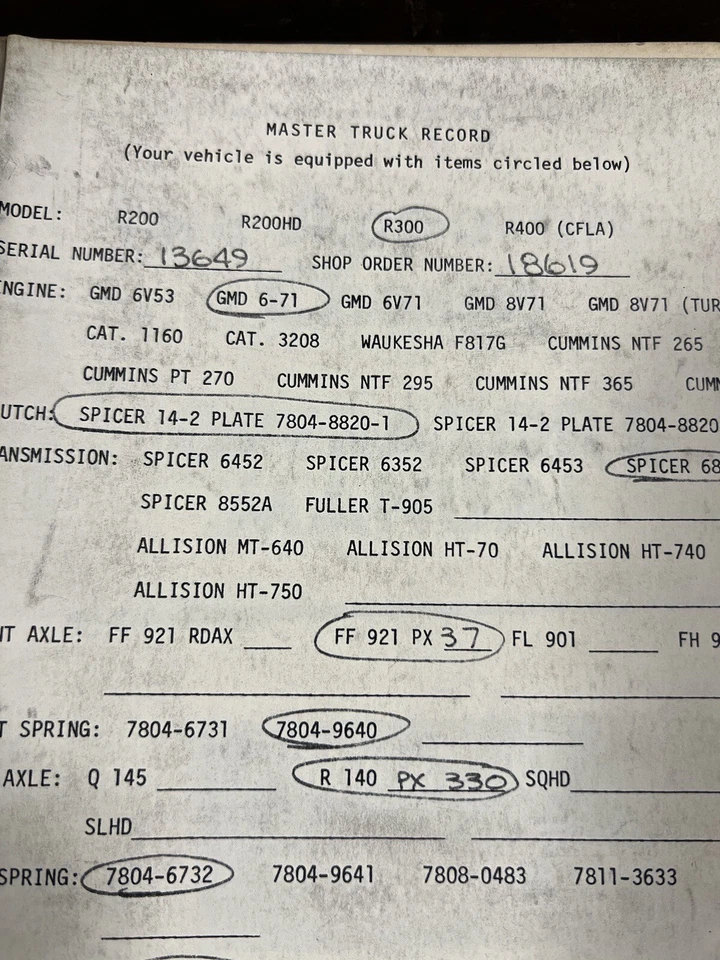 MASTER TRUCK RECORD
(Your vehicle is equipped with items circled below)
MODEL: R200 R200HD R300 R400 (CFLA)
SERIAL NUMBER: 13649 SHOP ORDER NUMBER: 18619
NGINE: GMD 6V53 GMD 6-71 GMD 6V71 GMD 8V71 GMD 8V71 (TUR
CAT. 1160 CAT. 3208 WAUKESHA F817G CUMMINS NTF 265
CUMMINS PT 270 CUMMINS NTF 295 CUMMINS NTF 365 CUMM
UTCH: SPICER 14-2 PLATE 7804-8820-1 SPICER 14-2 PLATE 7804-8820
ANSMISSION: SPICER 6452 SPICER 6352 SPICER 6453 SPICER 68
SPICER 8552A FULLER T-905
ALLISION MT-640 ALLISION HT-70 ALLISION HT-740
ALLISION HT-750
NT AXLE: FF 921 RDAX FF 921 PX 37 FL 901 FH 9
T SPRING: 7804-6731 7804-9640
AXLE: Q 145 R 140 PX 330 SQHD
SLHD
SPRING: 7804-6732 7804-9641 7808-0483 7811-3633